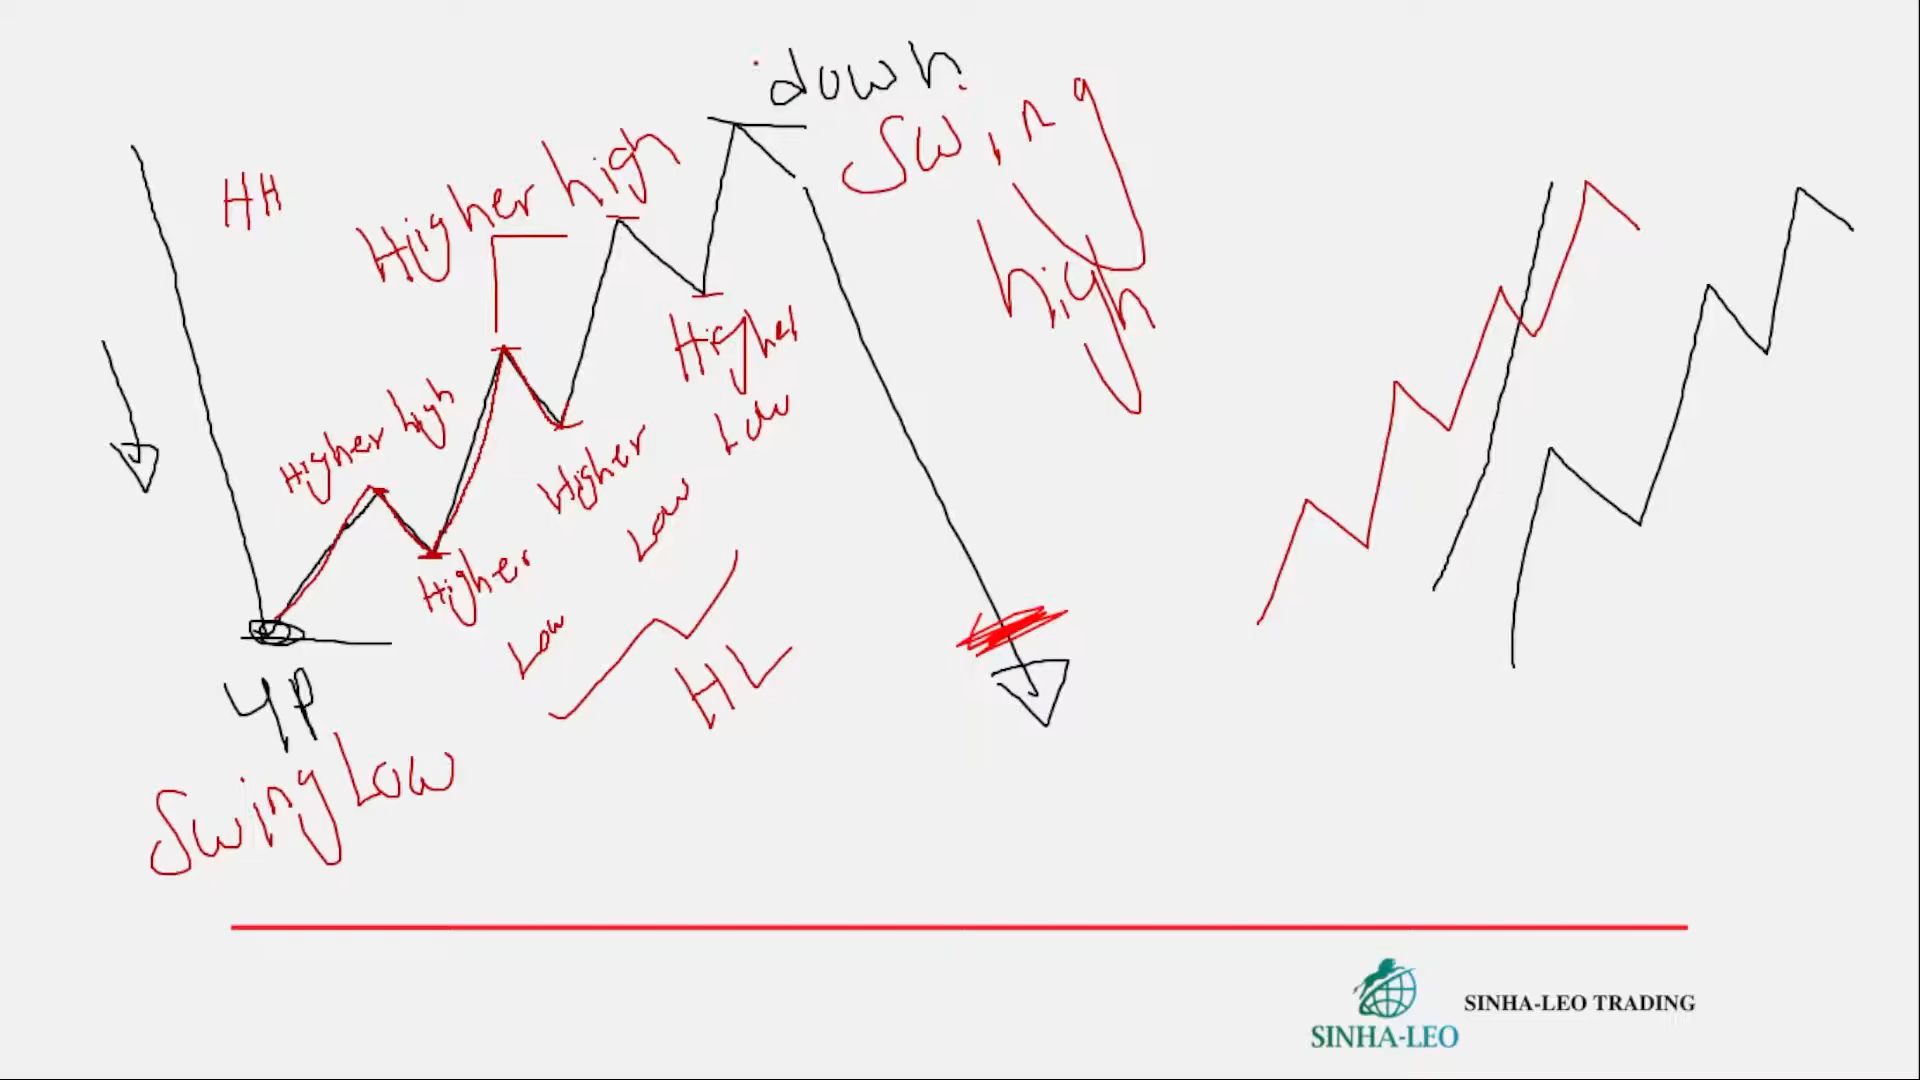 down
Swing
high
HH
Higher high
Higher
Low
Higher high
Higher
Low
Higher
Low
HL
up
Swing Low
SINHA-LEO
SINHA-LEO TRADING